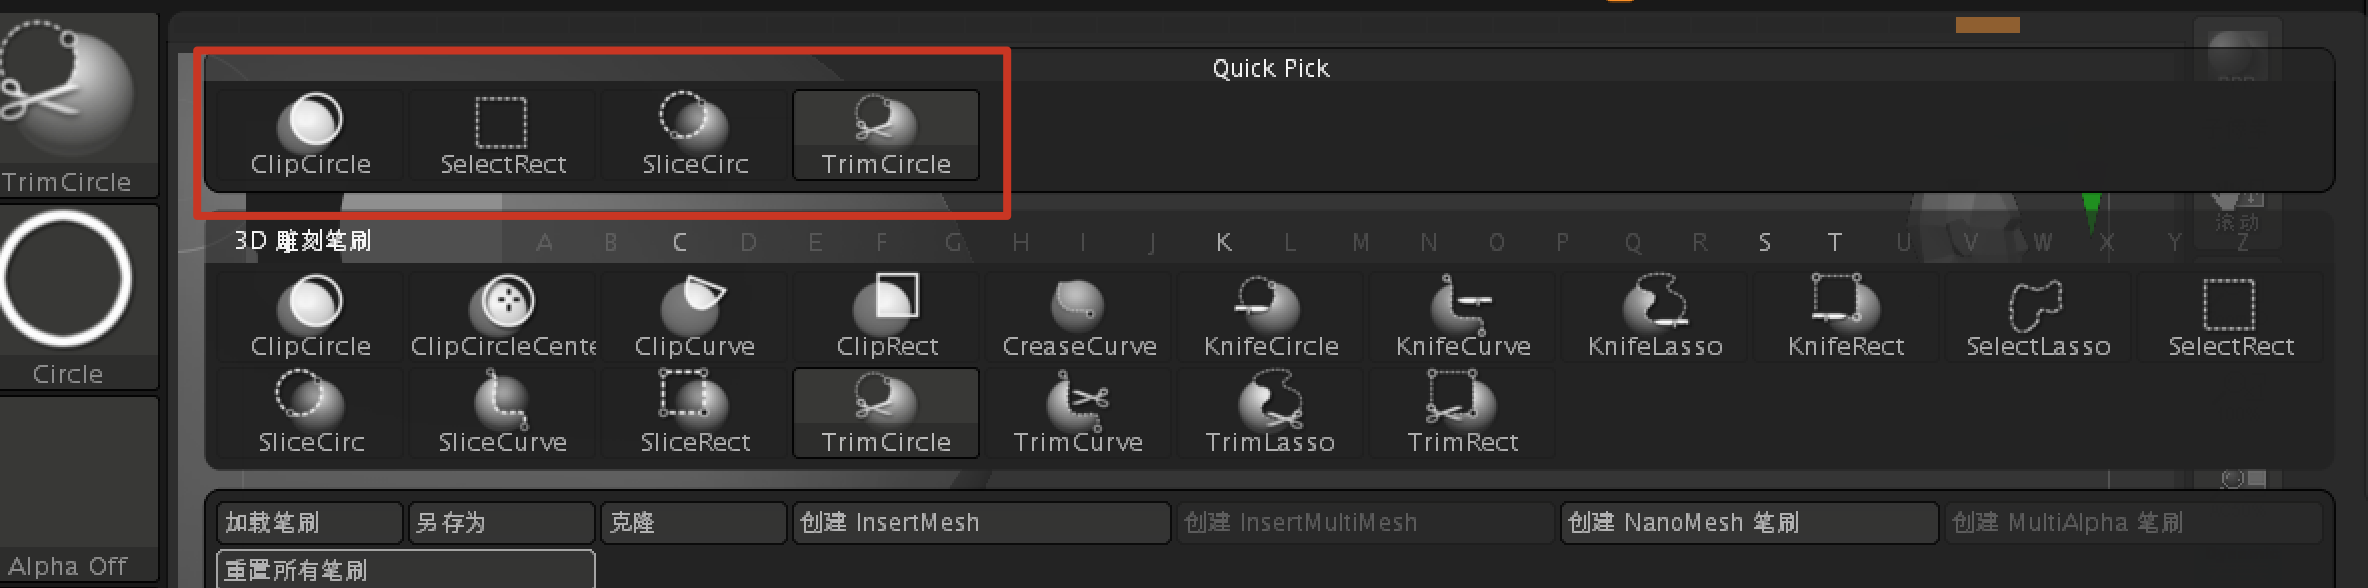 Quick Pick
ClipCircle SelectRect SliceCirc TrimCircle
TrimCircle
3D 雕刻笔刷 A B C D E F G H I J K L M N O P Q R S T U V W X Y Z
滚动
ClipCircle ClipCircleCente ClipCurve ClipRect CreaseCurve KnifeCircle KnifeCurve KnifeLasso KnifeRect SelectLasso SelectRect
Circle
SliceCirc SliceCurve SliceRect TrimCircle TrimCurve TrimLasso TrimRect
加载笔刷 另存为 克隆 创建 InsertMesh 创建 InsertMultiMesh 创建 NanoMesh 笔刷 创建 MultiAlpha 笔刷
Alpha Off
重置所有笔刷